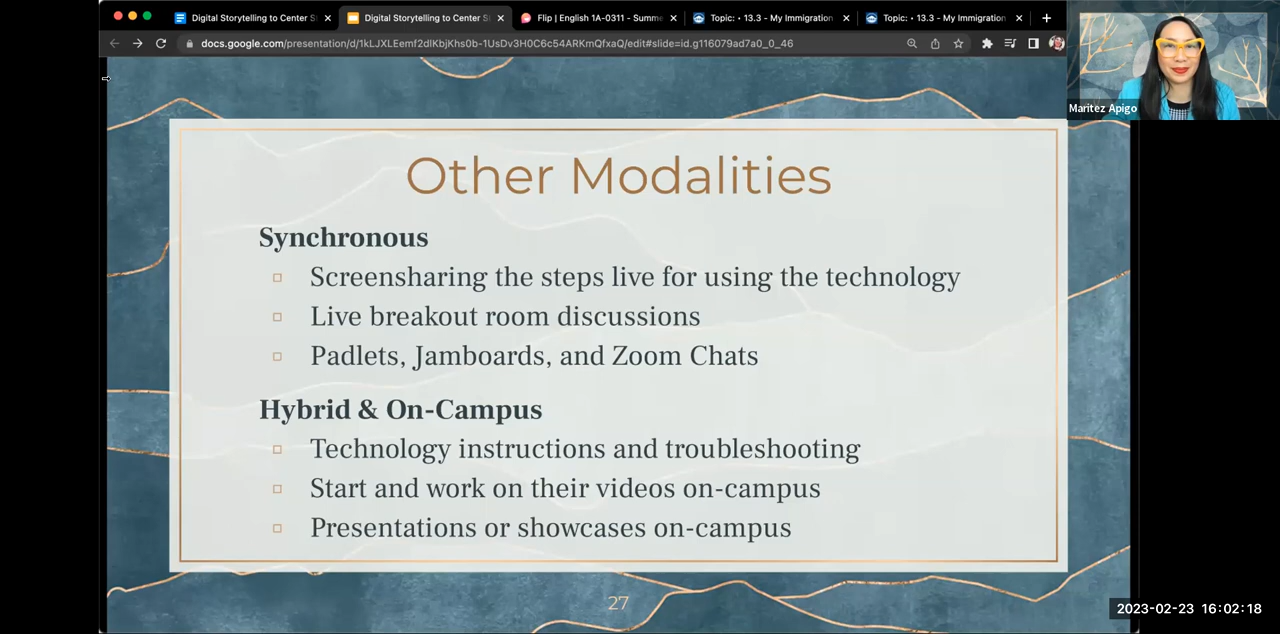 Digital Storytelling to Center S
Digital Storytelling to Center S
Flip | English 1A-0311 - Summe
Topic: • 13.3 - My Immigration
Topic: • 13.3 - My Immigration
docs.google.com/presentation/d/1kLJXLEemf2dlKbjKhs0b-1UsDv3H0C6c54ARKmQfxaQ/edit#slide=id.g116079ad7a0_0_46
Maritez Apigo
Other Modalities
Synchronous
Screensharing the steps live for using the technology
Live breakout room discussions
Padlets, Jamboards, and Zoom Chats
Hybrid & On-Campus
Technology instructions and troubleshooting
Start and work on their videos on-campus
Presentations or showcases on-campus
27
2023-02-23 16:02:18